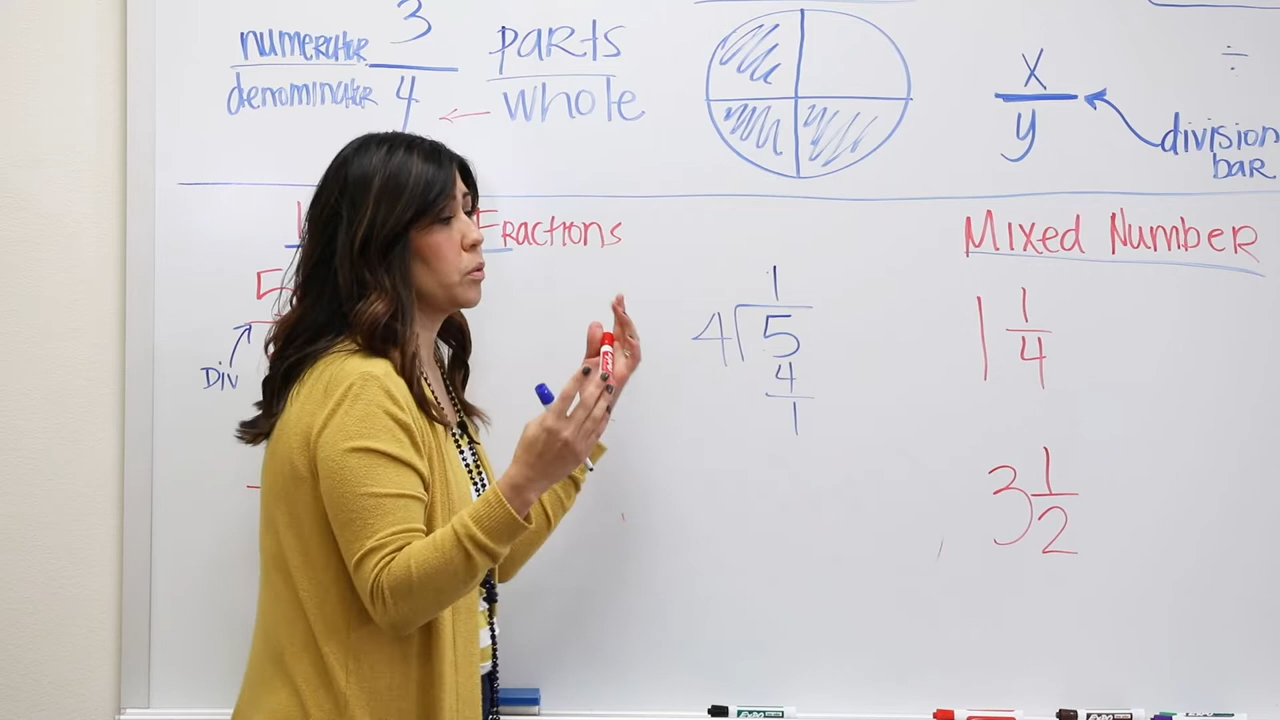 numerator 3 parts
denominator 4 whole
x
y
÷
division
bar
Fractions
Mixed Number
5
Div
1
4 5
4
1
1 1
4
3 1
2